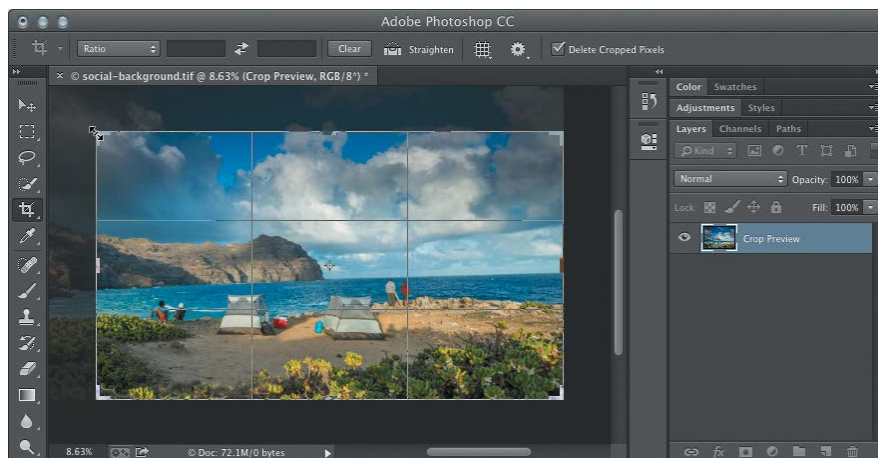 Adobe Photoshop CC
Ratio Clear Straighten Delete Cropped Pixels
× © social-background.tif @ 8.63% (Crop Preview, RGB/8*) *
Color Swatches
Adjustments Styles
Layers Channels Paths
Kind
Normal Opacity: 100%
Lock: Fill: 100%
Crop Preview
8.63% © Doc: 72.1M/0 bytes